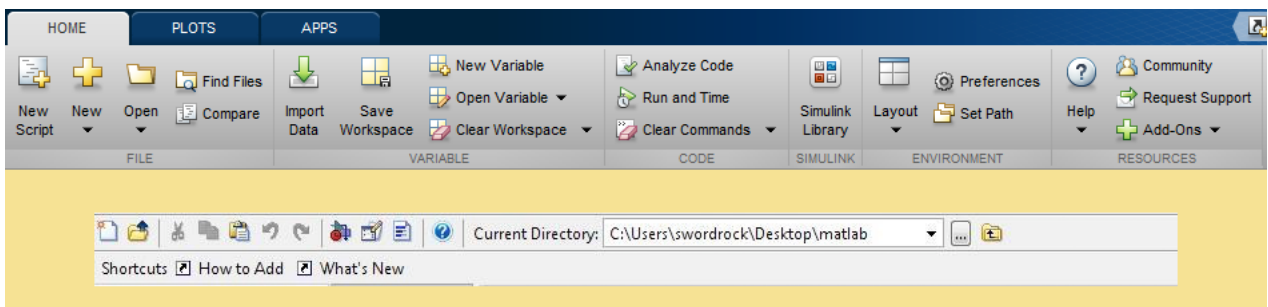 HOME PLOTS APPS
Find Files New Variable Analyze Code Preferences Community
Open Variable Run and Time Request Support
New Script New Open Compare Import Data Save Workspace Clear Workspace Clear Commands Simulink Library Layout Set Path Help Add-Ons
FILE VARIABLE CODE SIMULINK ENVIRONMENT RESOURCES
Current Directory: C:\Users\swordrock\Desktop\matlab ...
Shortcuts How to Add What's New